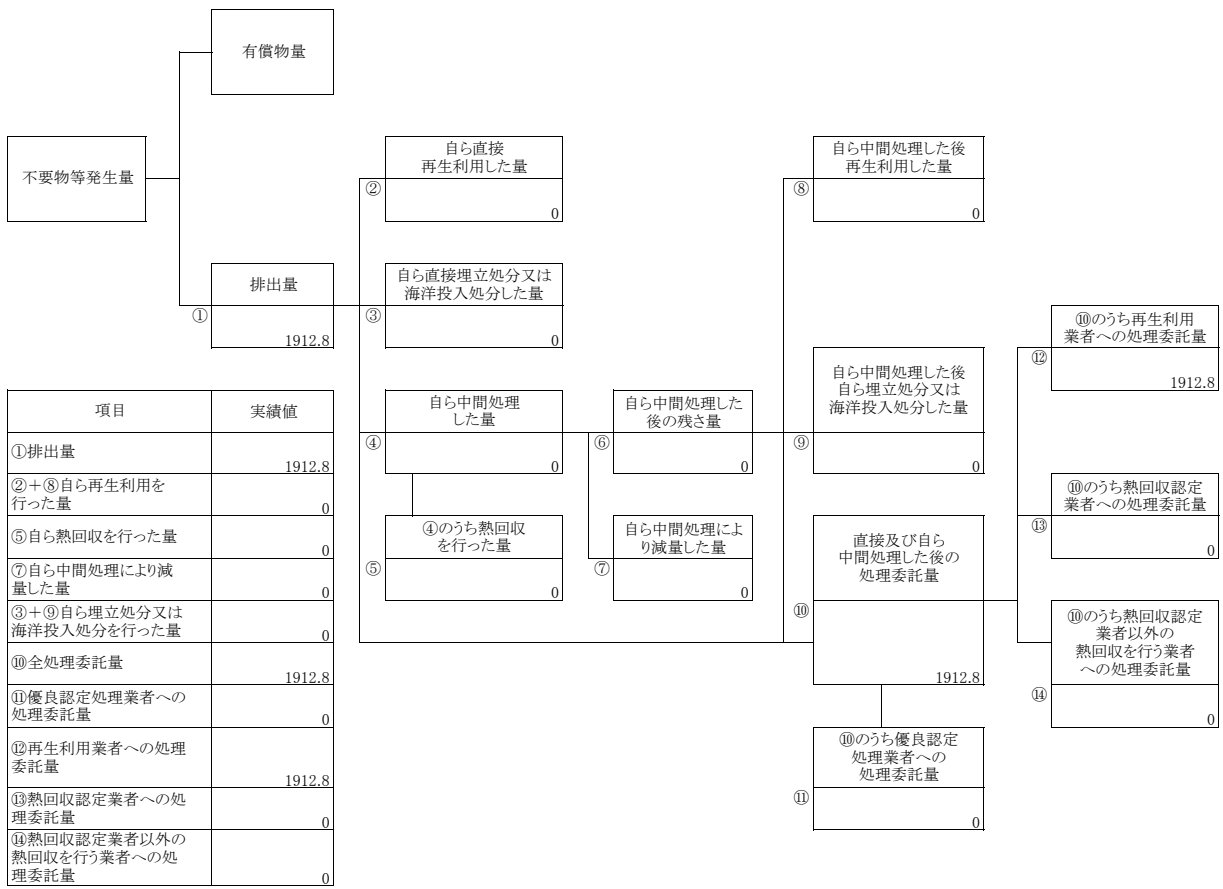 有償物量
不要物等発生量
自ら直接
再生利用した量
②
0
自ら中間処理した後
再生利用した量
⑧
0
排出量
①
1912.8
自ら直接埋立処分又は
海洋投入処分した量
③
0
⑩のうち再生利用
業者への処理委託量
⑫
1912.8
自ら中間処理
した量
④
0
自ら中間処理した
後の残さ量
⑥
0
自ら中間処理した後
自ら埋立処分又は
海洋投入処分した量
⑨
0
⑩のうち熱回収認定
業者への処理委託量
⑬
0
④のうち熱回収
を行った量
⑤
0
自ら中間処理によ
り減量した量
⑦
0
直接及び自ら
中間処理した後の
処理委託量
⑩
1912.8
⑩のうち熱回収認定
業者以外の
熱回収を行う業者
への処理委託量
⑭
0
⑩のうち優良認定
処理業者への
処理委託量
⑪
0
項目 実績値
①排出量
1912.8
②＋⑧自ら再生利用を
行った量
0
⑤自ら熱回収を行った量
0
⑦自ら中間処理により減
量した量
0
③＋⑨自ら埋立処分又は
海洋投入処分を行った量
0
⑩全処理委託量
1912.8
⑪優良認定処理業者への
処理委託量
0
⑫再生利用業者への処理
委託量
1912.8
⑬熱回収認定業者への処
理委託量
0
⑭熱回収認定業者以外の
熱回収を行う業者への処
理委託量
0